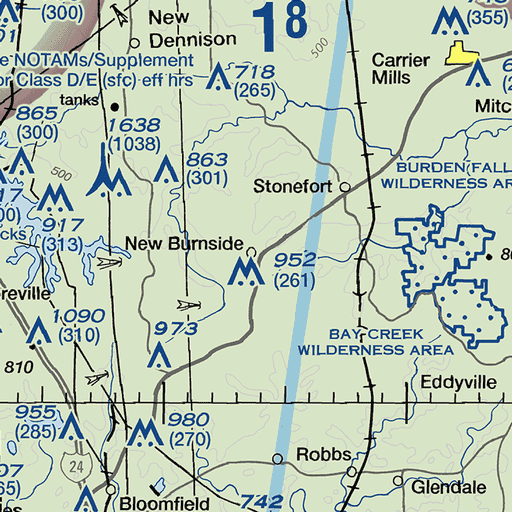 (300)
New
Dennison
18
500
(355)
e NOTAMs/Supplement
or Class D/E (sfc) eff hrs
718
(265)
Carrier
Mills
tanks
865
(300)
1638
(1038)
863
(301)
Mitc
500
BURDEN FAL
WILDERNESS AR
Stonefort
917
(313)
New Burnside
952
(261)
reville
1090
(310)
973
BAY CREEK
WILDERNESS AREA
810
Eddyville
955
(285)
980
(270)
24
Robbs
742
Glendale
Bloomfield